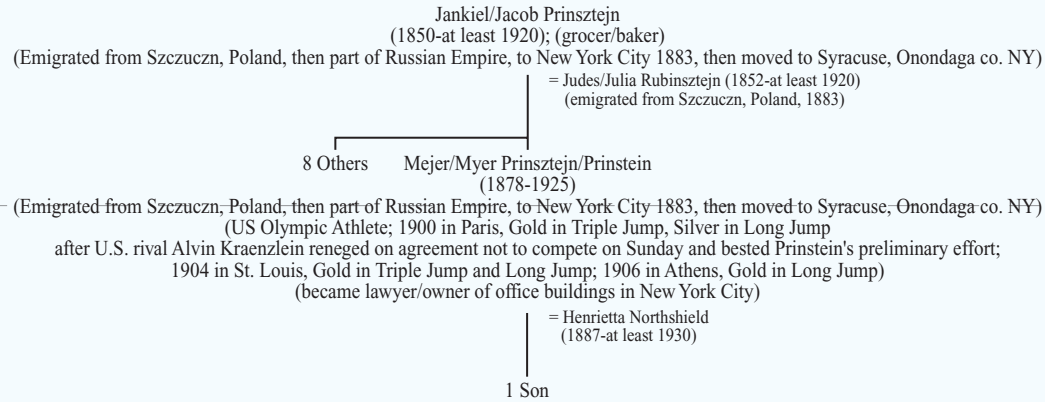 Jankiel/Jacob Prinsztejn
(1850-at least 1920); (grocer/baker)
(Emigrated from Szczuczn, Poland, then part of Russian Empire, to New York City 1883, then moved to Syracuse, Onondaga co. NY)
= Judes/Julia Rubinsztejn (1852-at least 1920)
(emigrated from Szczuczn, Poland, 1883)
8 Others Mejer/Myer Prinsztejn/Prinstein
(1878-1925)
(Emigrated from Szczuczn, Poland, then part of Russian Empire, to New York City 1883, then moved to Syracuse, Onondaga co. NY)
(US Olympic Athlete; 1900 in Paris, Gold in Triple Jump, Silver in Long Jump
after U.S. rival Alvin Kraenzlein reneged on agreement not to compete on Sunday and bested Prinstein's preliminary effort;
1904 in St. Louis, Gold in Triple Jump and Long Jump; 1906 in Athens, Gold in Long Jump)
(became lawyer/owner of office buildings in New York City)
= Henrietta Northshield
(1887-at least 1930)
1 Son